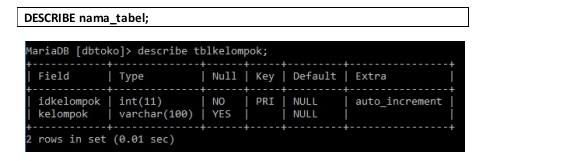 DESCRIBE nama_tabel;
MariaDB [dbtoko]> describe tblkelompok;
+------------+--------------+------+-----+---------+----------------+
| Field      | Type         | Null | Key | Default | Extra          |
+------------+--------------+------+-----+---------+----------------+
| idkelompok | int(11)      | NO   | PRI | NULL    | auto_increment |
| kelompok   | varchar(100) | YES  |     | NULL    |                |
+------------+--------------+------+-----+---------+----------------+
2 rows in set (0.01 sec)